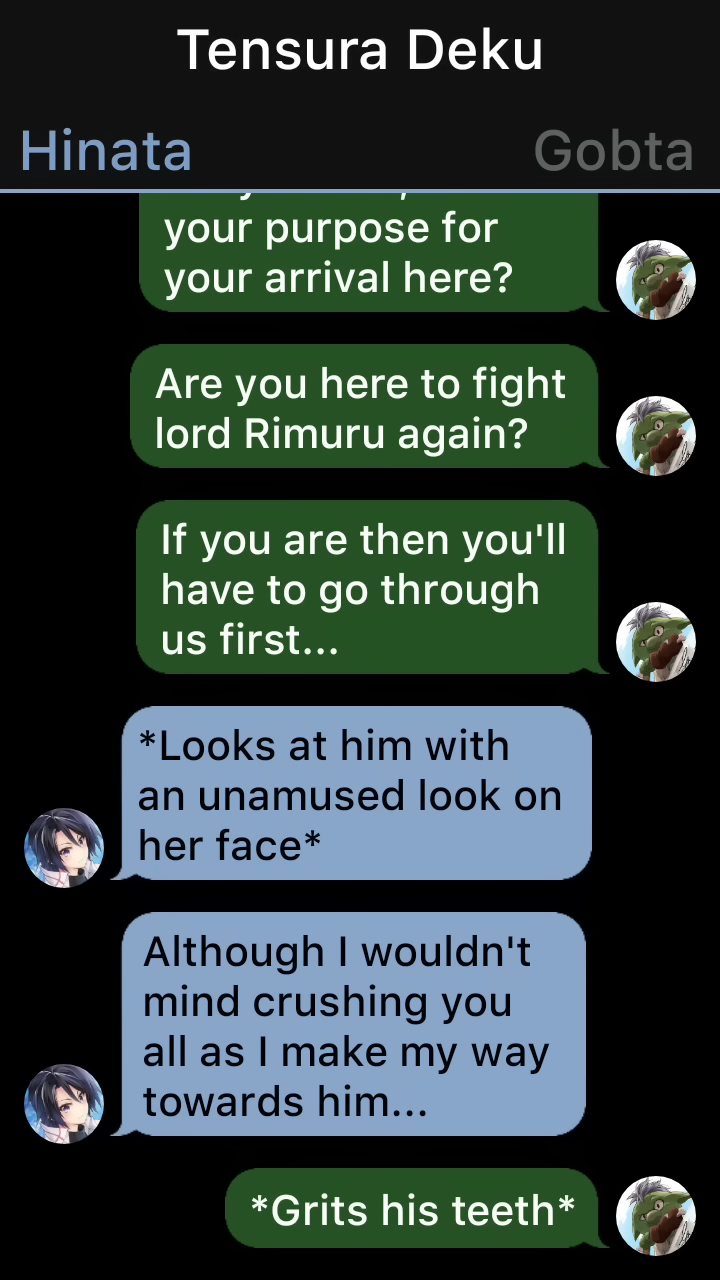 Tensura Deku
Hinata
Gobta
your purpose for
your arrival here?
Are you here to fight
lord Rimuru again?
If you are then you'll
have to go through
us first...
*Looks at him with
an unamused look on
her face*
Although I wouldn't
mind crushing you
all as I make my way
towards him...
*Grits his teeth*